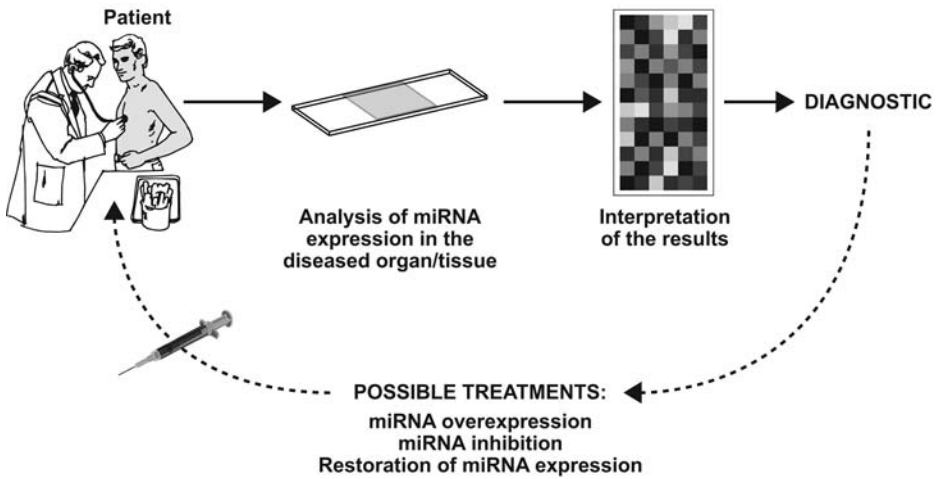 Patient
DIAGNOSTIC
Analysis of miRNA
expression in the
diseased organ/tissue
Interpretation
of the results
POSSIBLE TREATMENTS:
miRNA overexpression
miRNA inhibition
Restoration of miRNA expression